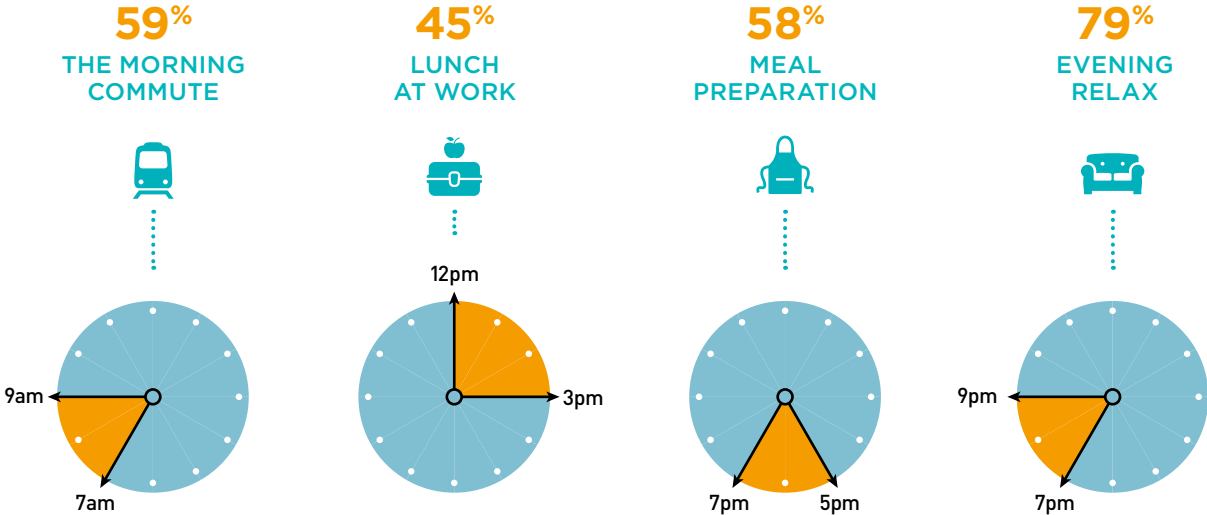 59%
THE MORNING
COMMUTE
45%
LUNCH
AT WORK
58%
MEAL
PREPARATION
79%
EVENING
RELAX
9am
7am
12pm
3pm
7pm
5pm
9pm
7pm